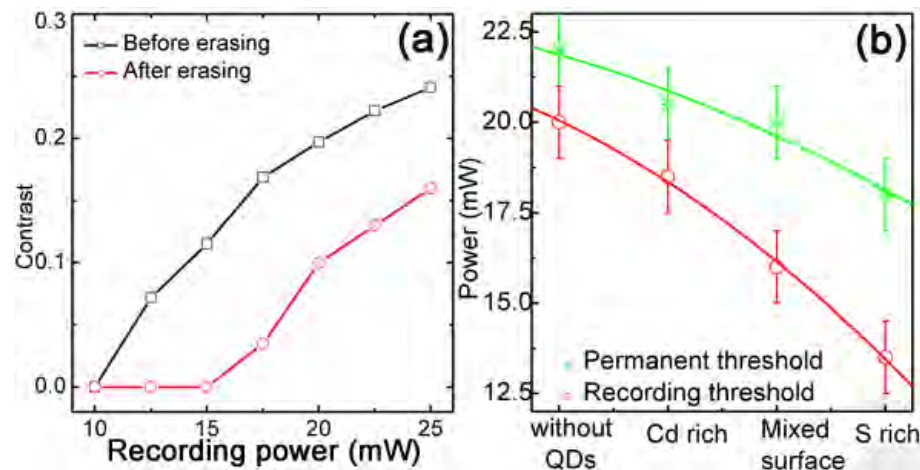 (a)
Before erasing
After erasing
0.3
0.2
0.1
0.0
Contrast
10
15
20
25
Recording power (mW)
(b)
22.5
20.0
17.5
15.0
12.5
Power (mW)
Permanent threshold
Recording threshold
without
QDs
Cd rich
Mixed
surface
S rich